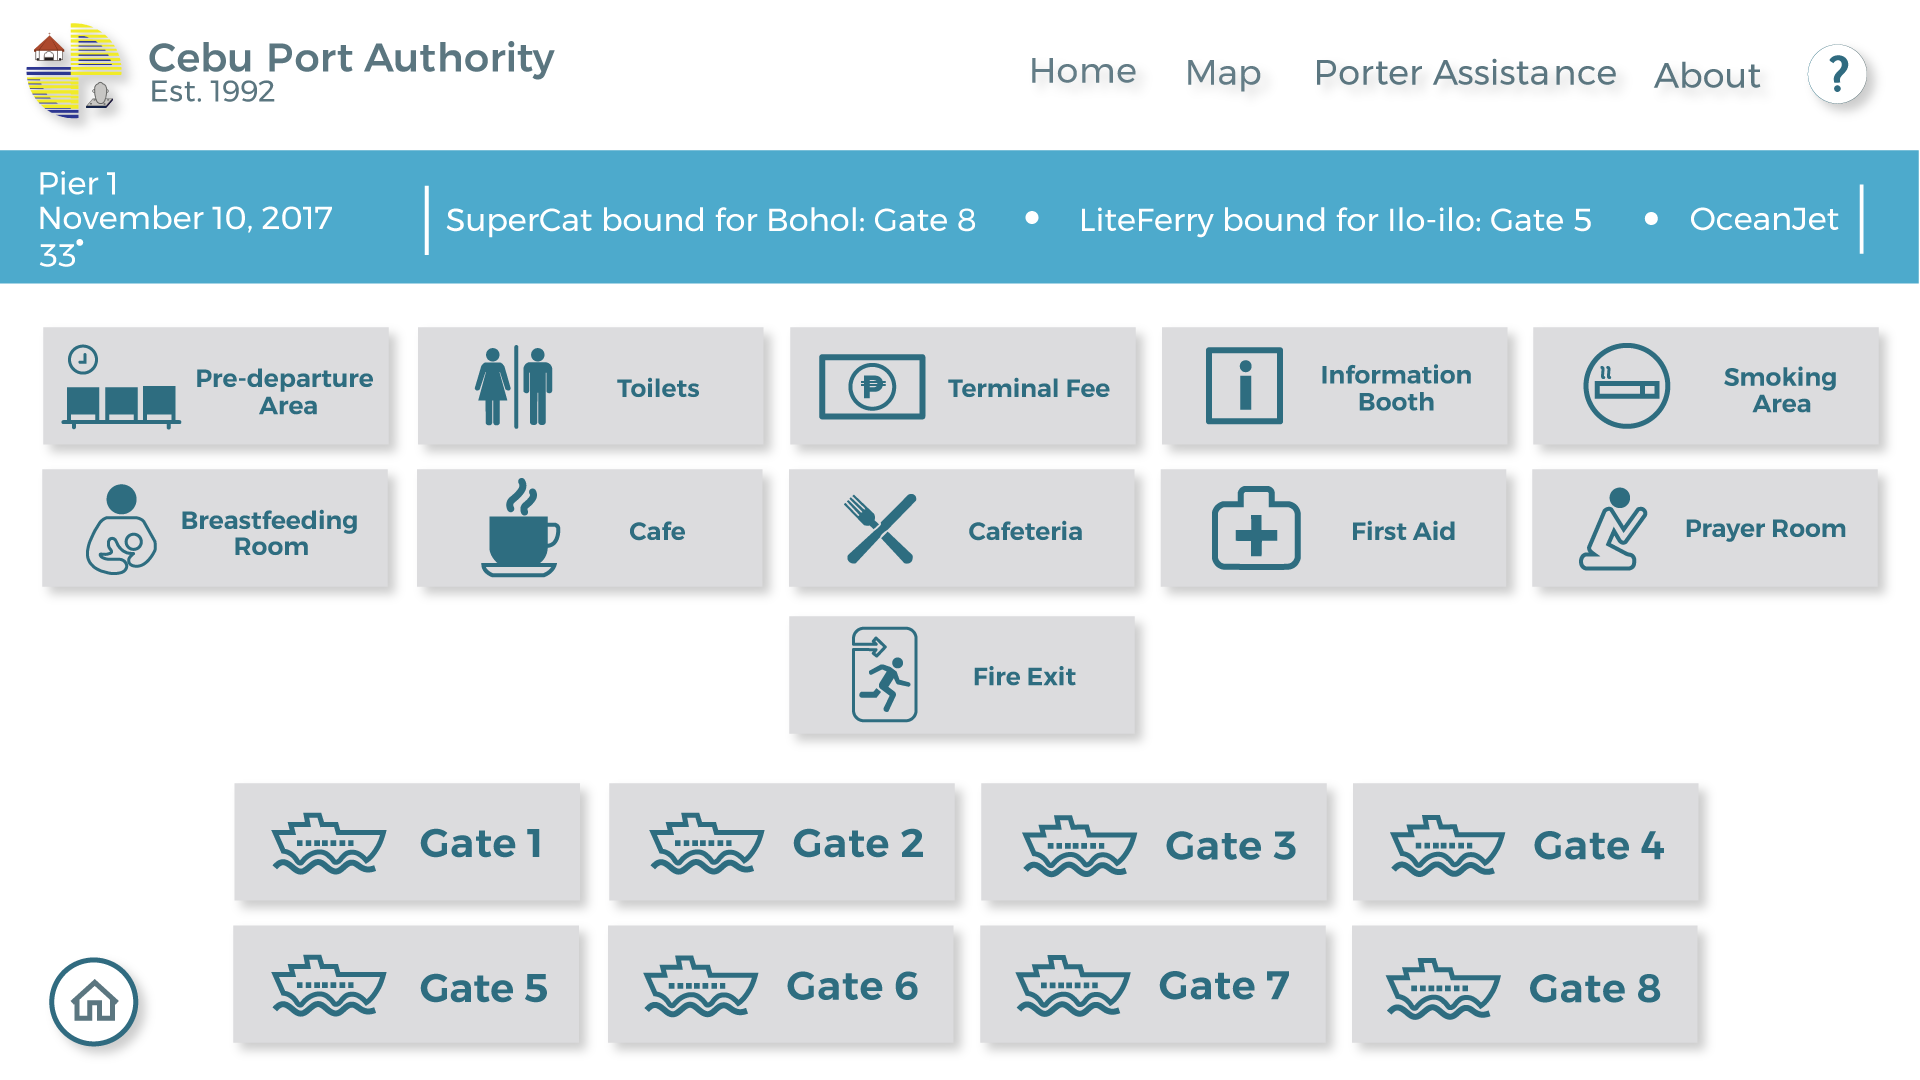 Cebu Port Authority
Est. 1992
Home
Map
Porter Assistance
About
?
Pier 1
November 10, 2017
33°
SuperCat bound for Bohol: Gate 8 • LiteFerry bound for Ilo-ilo: Gate 5 • OceanJet
Pre-departure
Area
Toilets
Terminal Fee
Information
Booth
Smoking
Area
Breastfeeding
Room
Cafe
Cafeteria
First Aid
Prayer Room
Fire Exit
Gate 1
Gate 2
Gate 3
Gate 4
Gate 5
Gate 6
Gate 7
Gate 8